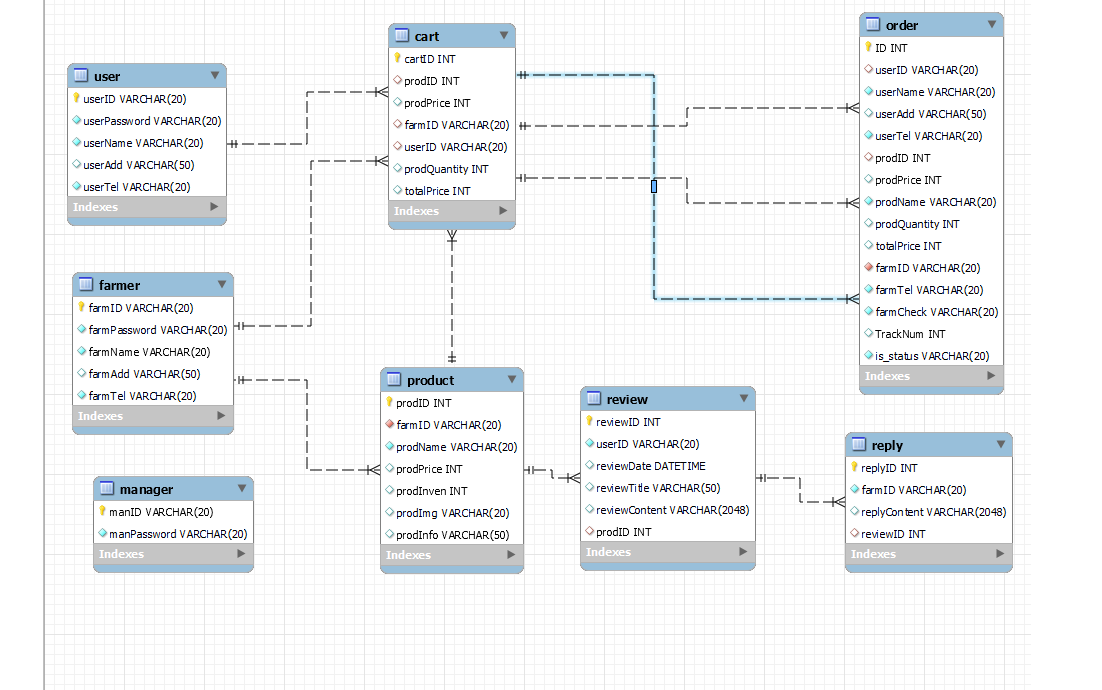 user
userID VARCHAR(20)
userPassword VARCHAR(20)
userName VARCHAR(20)
userAdd VARCHAR(50)
userTel VARCHAR(20)
Indexes
cart
cartID INT
prodID INT
prodPrice INT
farmID VARCHAR(20)
userID VARCHAR(20)
prodQuantity INT
totalPrice INT
Indexes
order
ID INT
userID VARCHAR(20)
userName VARCHAR(20)
userAdd VARCHAR(50)
userTel VARCHAR(20)
prodID INT
prodPrice INT
prodName VARCHAR(20)
prodQuantity INT
totalPrice INT
farmID VARCHAR(20)
farmTel VARCHAR(20)
farmCheck VARCHAR(20)
TrackNum INT
is_status VARCHAR(20)
Indexes
farmer
farmID VARCHAR(20)
farmPassword VARCHAR(20)
farmName VARCHAR(20)
farmAdd VARCHAR(50)
farmTel VARCHAR(20)
Indexes
product
prodID INT
farmID VARCHAR(20)
prodName VARCHAR(20)
prodPrice INT
prodInven INT
prodImg VARCHAR(20)
prodInfo VARCHAR(50)
Indexes
review
reviewID INT
userID VARCHAR(20)
reviewDate DATETIME
reviewTitle VARCHAR(50)
reviewContent VARCHAR(2048)
prodID INT
Indexes
reply
replyID INT
farmID VARCHAR(20)
replyContent VARCHAR(2048)
reviewID INT
Indexes
manager
manID VARCHAR(20)
manPassword VARCHAR(20)
Indexes